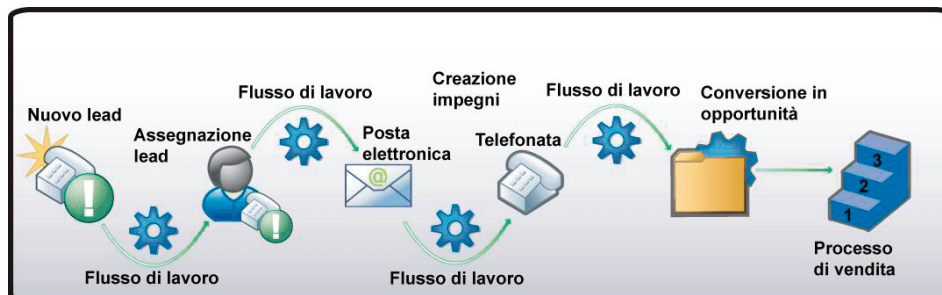 Nuovo lead
Flusso di lavoro
Assegnazione
lead
Flusso di lavoro
Posta
elettronica
@
Creazione
impegni
Flusso di lavoro
Telefonata
Flusso di lavoro
Conversione in
opportunità
3
2
1
Processo
di vendita